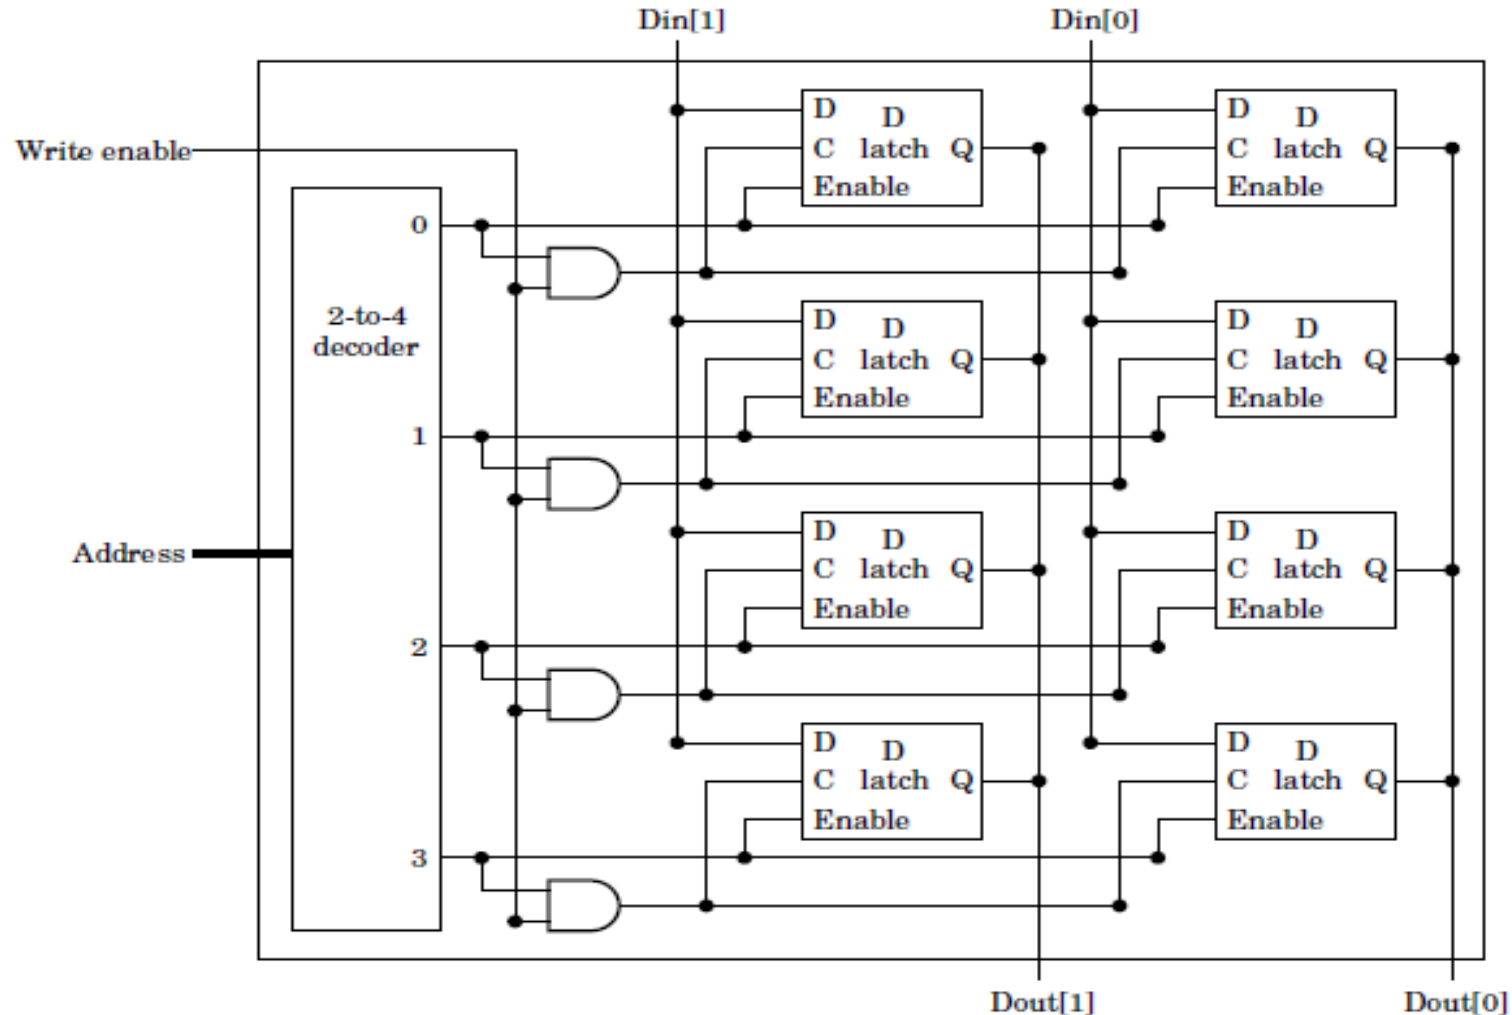 Din[1] Din[0]
D D
C latch Q
Enable
D D
C latch Q
Enable
Write enable
0
2-to-4
decoder
D D
C latch Q
Enable
D D
C latch Q
Enable
1
Address
D D
C latch Q
Enable
D D
C latch Q
Enable
2
D D
C latch Q
Enable
D D
C latch Q
Enable
3
Dout[1] Dout[0]